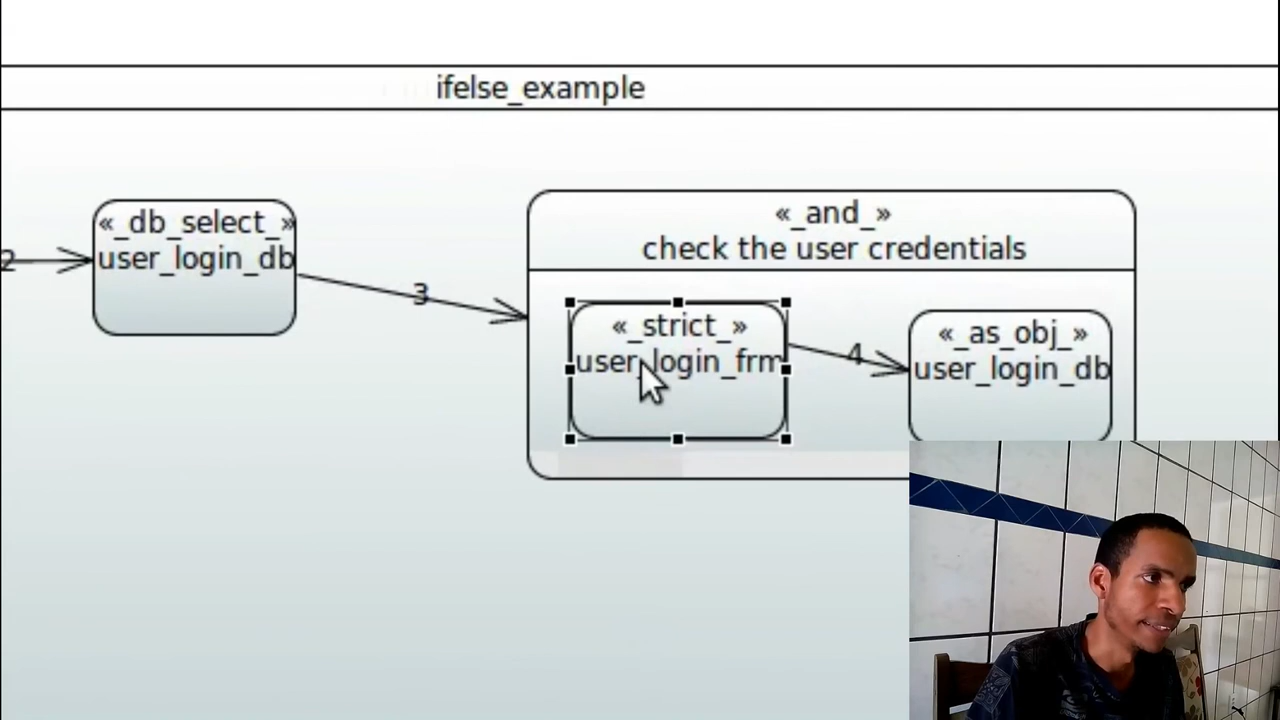 ifelse_example
«_db_select_»
user_login_db
2
3
«_and_»
check the user credentials
«_strict_»
user_login_frm
4
«_as_obj_»
user_login_db